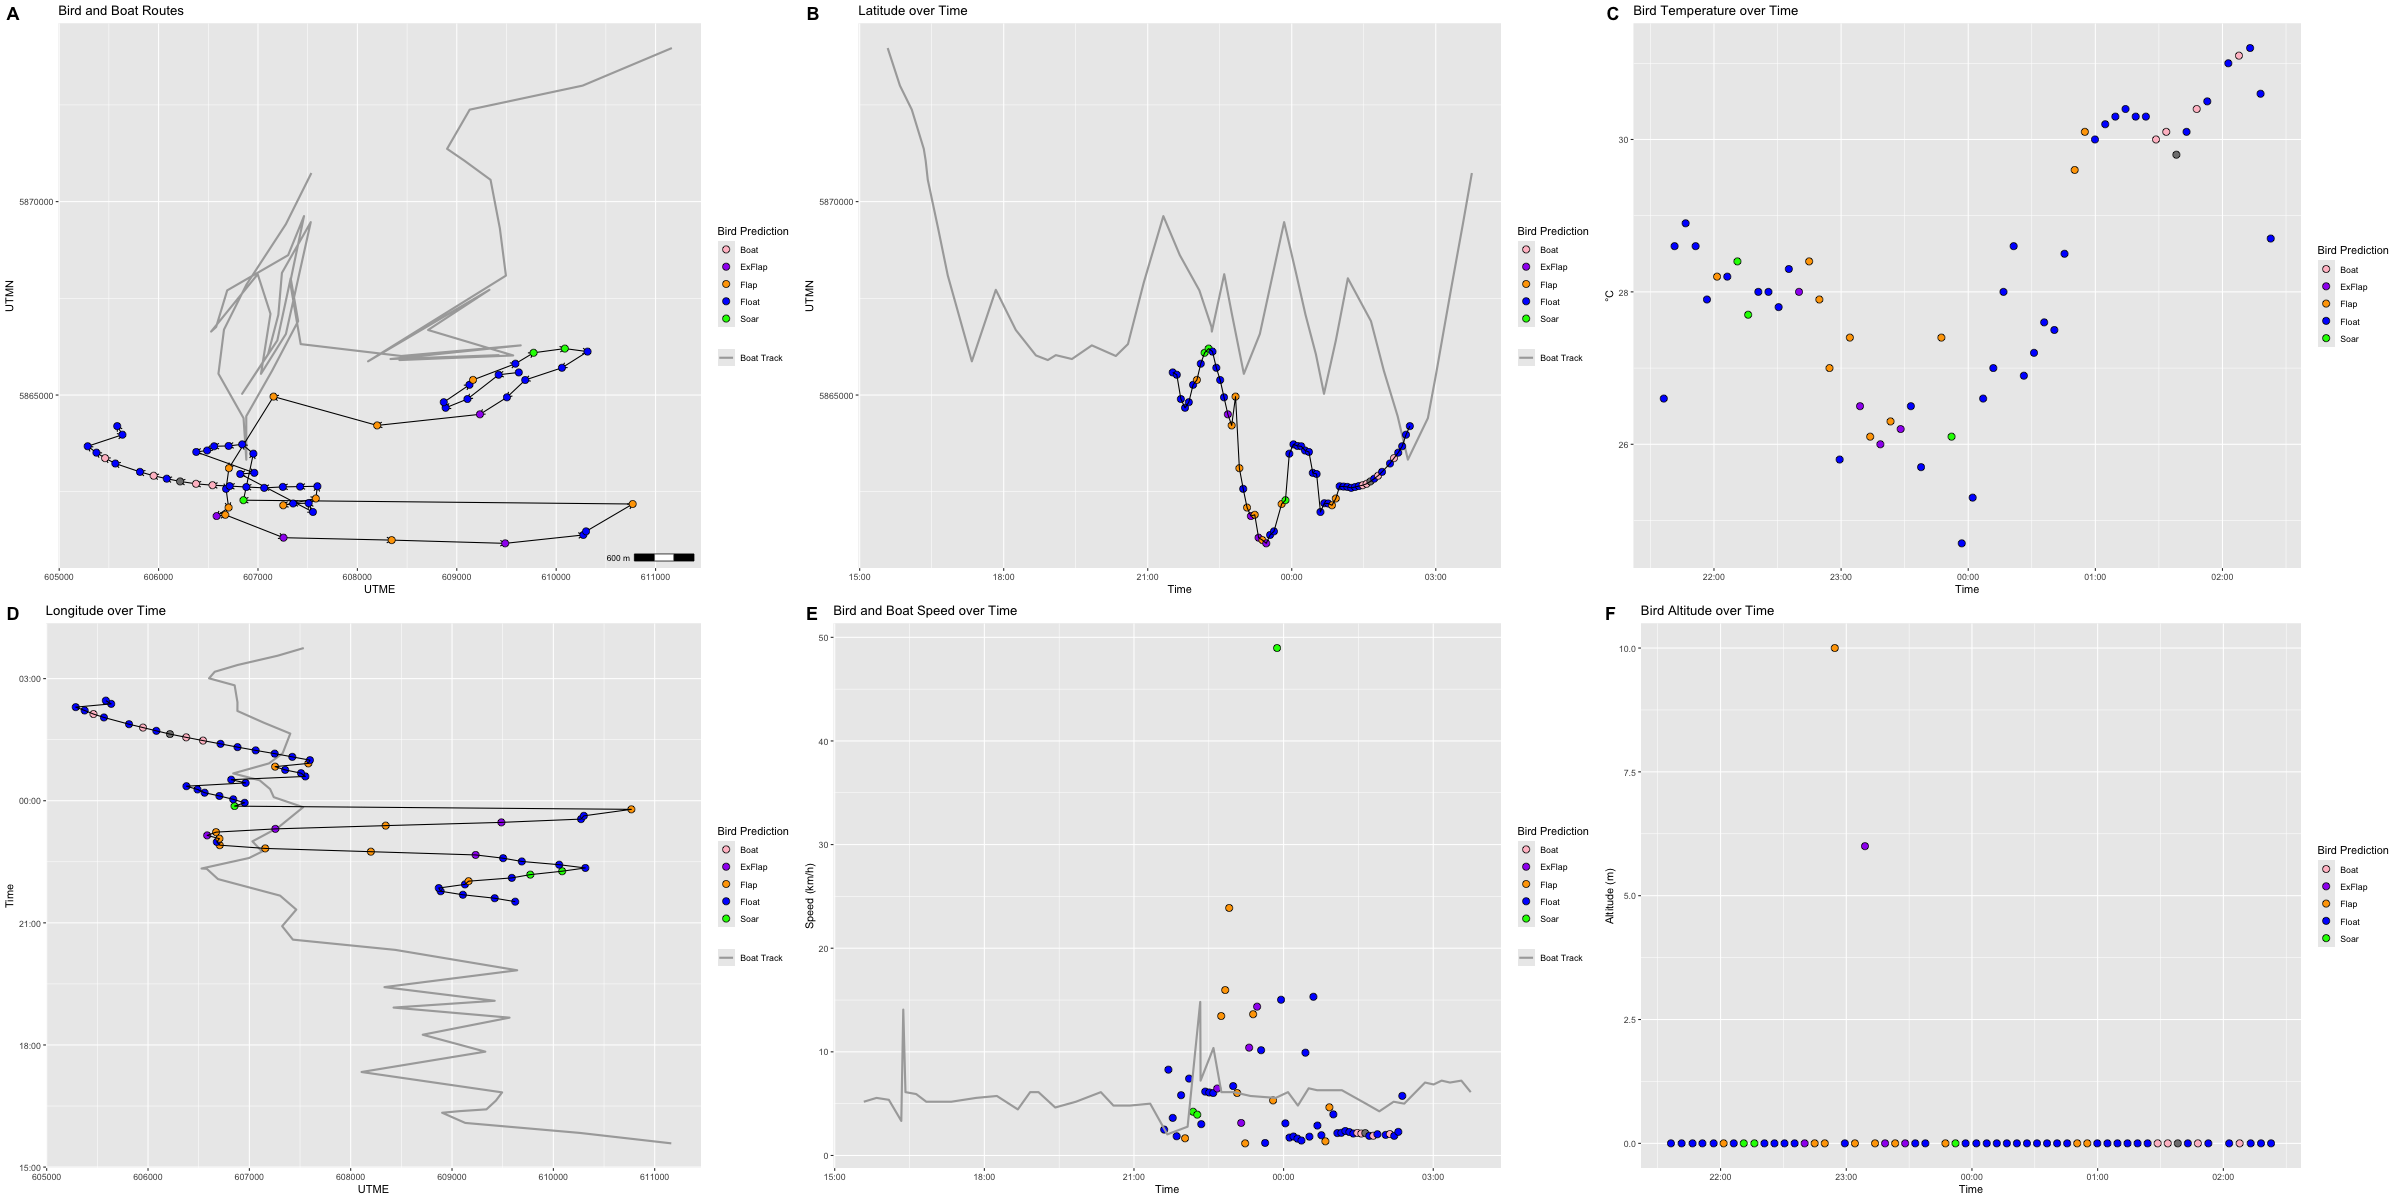 A Bird and Boat Routes
UTMN
5870000
5865000
605000 606000 607000 608000 609000 610000 611000
UTME
600 m
Bird Prediction
Boat
ExFlap
Flap
Float
Soar
Boat Track
B Latitude over Time
UTMN
5870000
5865000
15:00 18:00 21:00 00:00 03:00
Time
Bird Prediction
Boat
ExFlap
Flap
Float
Soar
Boat Track
C Bird Temperature over Time
°C
30
28
26
22:00 23:00 00:00 01:00 02:00
Time
Bird Prediction
Boat
ExFlap
Flap
Float
Soar
D Longitude over Time
Time
03:00
00:00
21:00
18:00
15:00
605000 606000 607000 608000 609000 610000 611000
UTME
Bird Prediction
Boat
ExFlap
Flap
Float
Soar
Boat Track
E Bird and Boat Speed over Time
Speed (km/h)
50
40
30
20
10
0
15:00 18:00 21:00 00:00 03:00
Time
Bird Prediction
Boat
ExFlap
Flap
Float
Soar
Boat Track
F Bird Altitude over Time
Altitude (m)
10.0
7.5
5.0
2.5
0.0
22:00 23:00 00:00 01:00 02:00
Time
Bird Prediction
Boat
ExFlap
Flap
Float
Soar